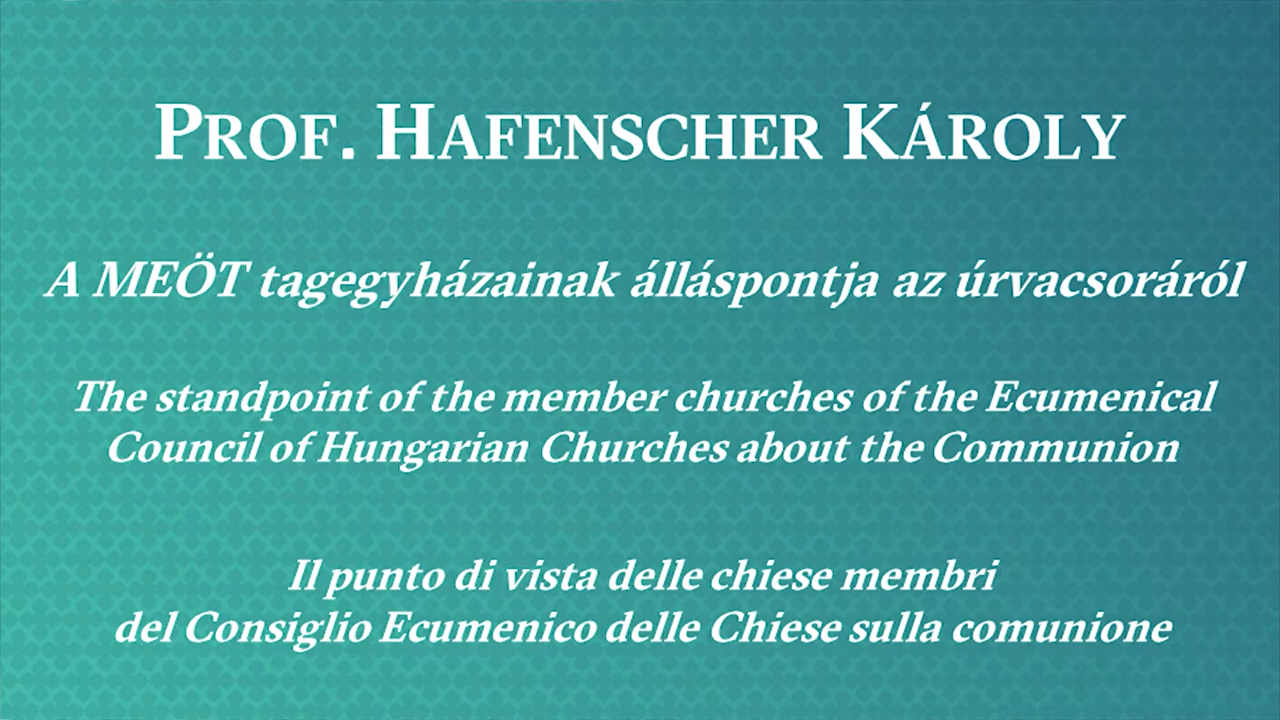 Prof. Hafenscher Károly
A MEÖT tagegyházainak álláspontja az úrvacsoráról
The standpoint of the member churches of the Ecumenical
Council of Hungarian Churches about the Communion
Il punto di vista delle chiese membri
del Consiglio Ecumenico delle Chiese sulla comunione